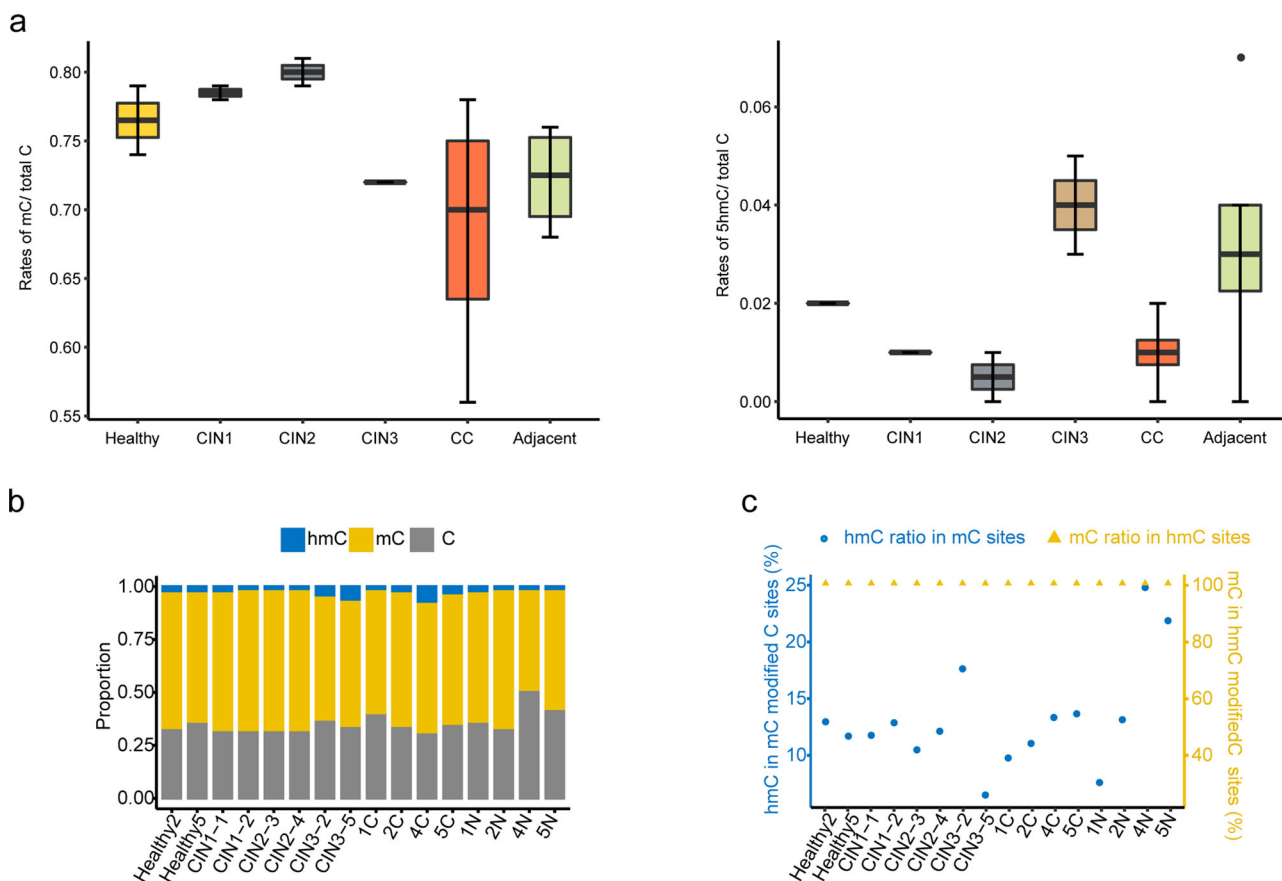 a
Rates of mC/ total C
0.80
0.75
0.70
0.65
0.60
0.55
Healthy CIN1 CIN2 CIN3 CC Adjacent
Rates of 5hmC/ total C
0.06
0.04
0.02
0.00
Healthy CIN1 CIN2 CIN3 CC Adjacent
b
hmC mC C
Proportion
1.00
0.75
0.50
0.25
0.00
Healthy2 Healthy5 CIN1−1 CIN1−2 CIN2−3 CIN2−4 CIN3−2 CIN3−5 1C 2C 4C 5C 1N 2N 4N 5N
c
hmC ratio in mC sites mC ratio in hmC sites
hmC in mC modified C sites (%)
25
20
15
10
100
80
60
40
mC in hmC modifiedC sites (%)
Healthy2 Healthy5 CIN1−1 CIN1−2 CIN2−3 CIN2−4 CIN3−2 CIN3−5 1C 2C 4C 5C 1N 2N 4N 5N